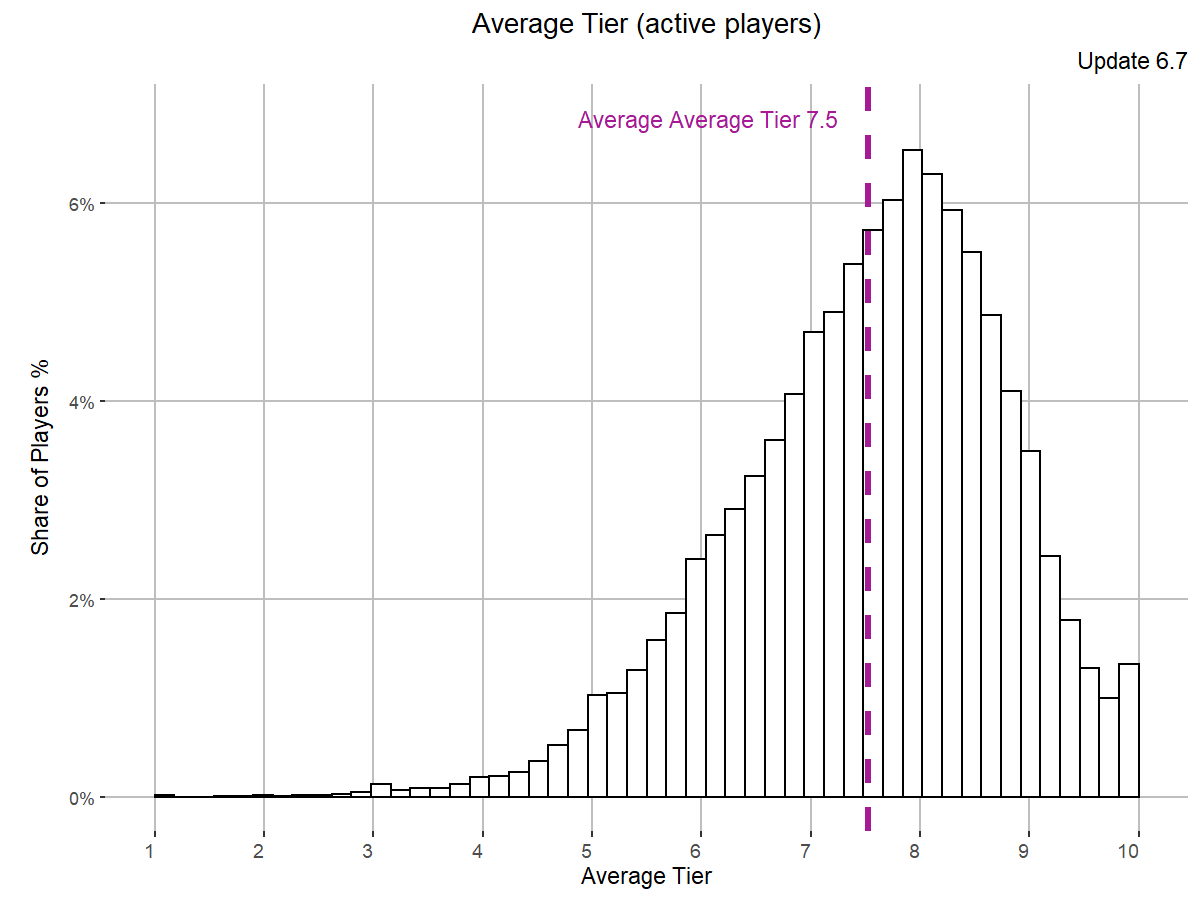 Average Tier (active players)
Update 6.7
Average Average Tier 7.5
6%
4%
2%
0%
Share of Players %
1 2 3 4 5 6 7 8 9 10
Average Tier